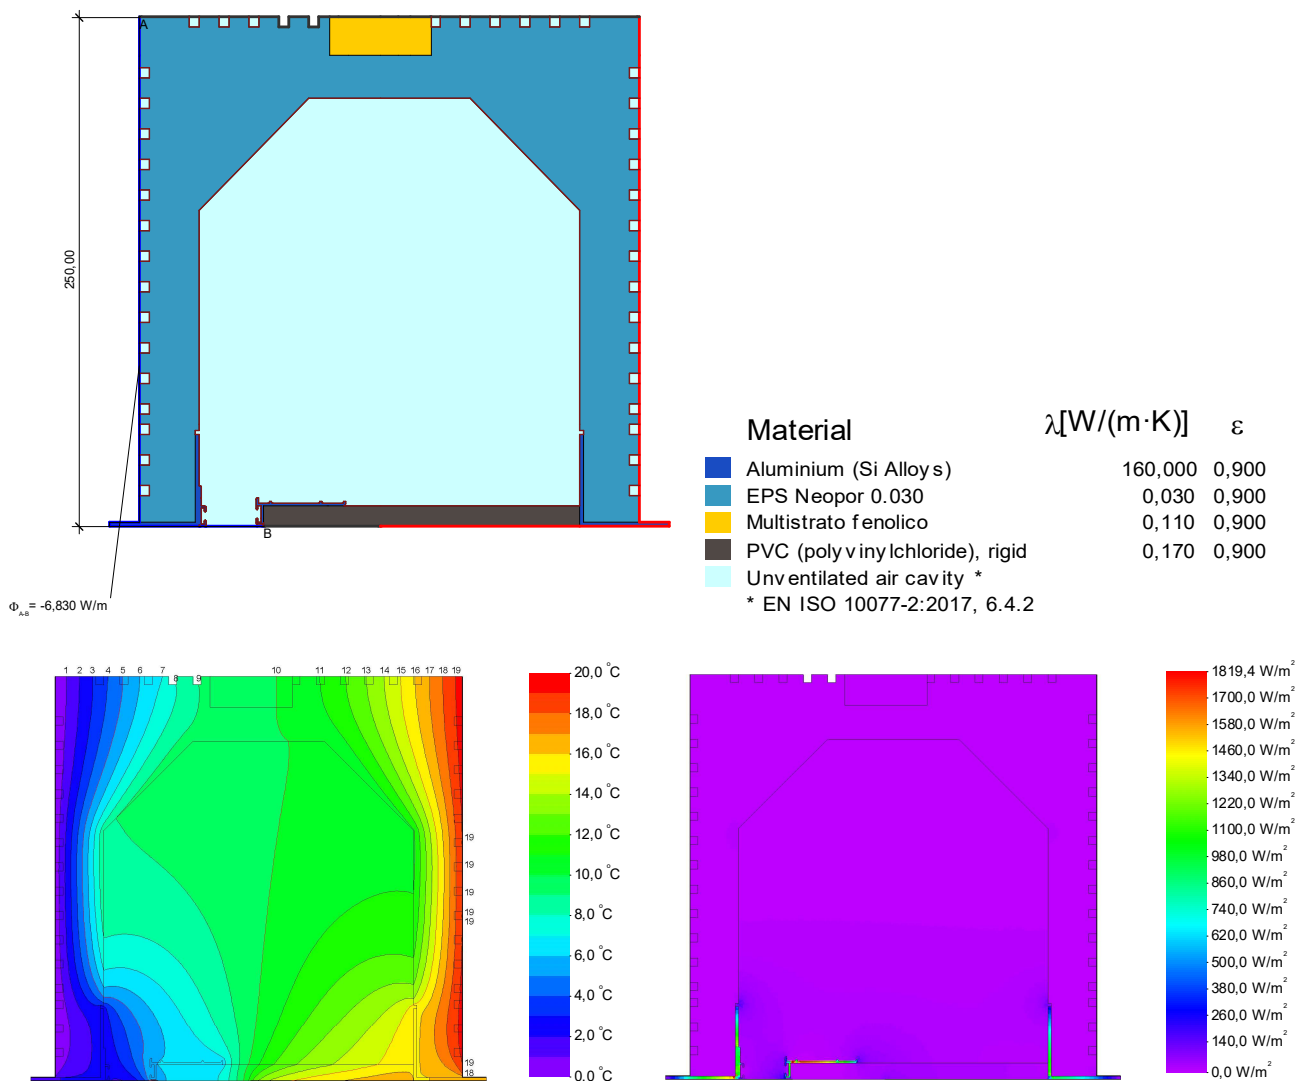 A
250,00
B
Φ_A-B = -6,830 W/m
Material λ[W/(m·K)] ε
Aluminium (Si Alloys) 160,000 0,900
EPS Neopor 0.030 0,030 0,900
Multistrato fenolico 0,110 0,900
PVC (polyvinylchloride), rigid 0,170 0,900
Unventilated air cavity *
* EN ISO 10077-2:2017, 6.4.2
1 2 3 4 5 6 7 8 9 10 11 12 13 14 15 16 17 18 19
19
19
19
19
19
19
18
20,0 °C
18,0 °C
16,0 °C
14,0 °C
12,0 °C
10,0 °C
8,0 °C
6,0 °C
4,0 °C
2,0 °C
0,0 °C
1819,4 W/m²
1700,0 W/m²
1580,0 W/m²
1460,0 W/m²
1340,0 W/m²
1220,0 W/m²
1100,0 W/m²
980,0 W/m²
860,0 W/m²
740,0 W/m²
620,0 W/m²
500,0 W/m²
380,0 W/m²
260,0 W/m²
140,0 W/m²
0,0 W/m²